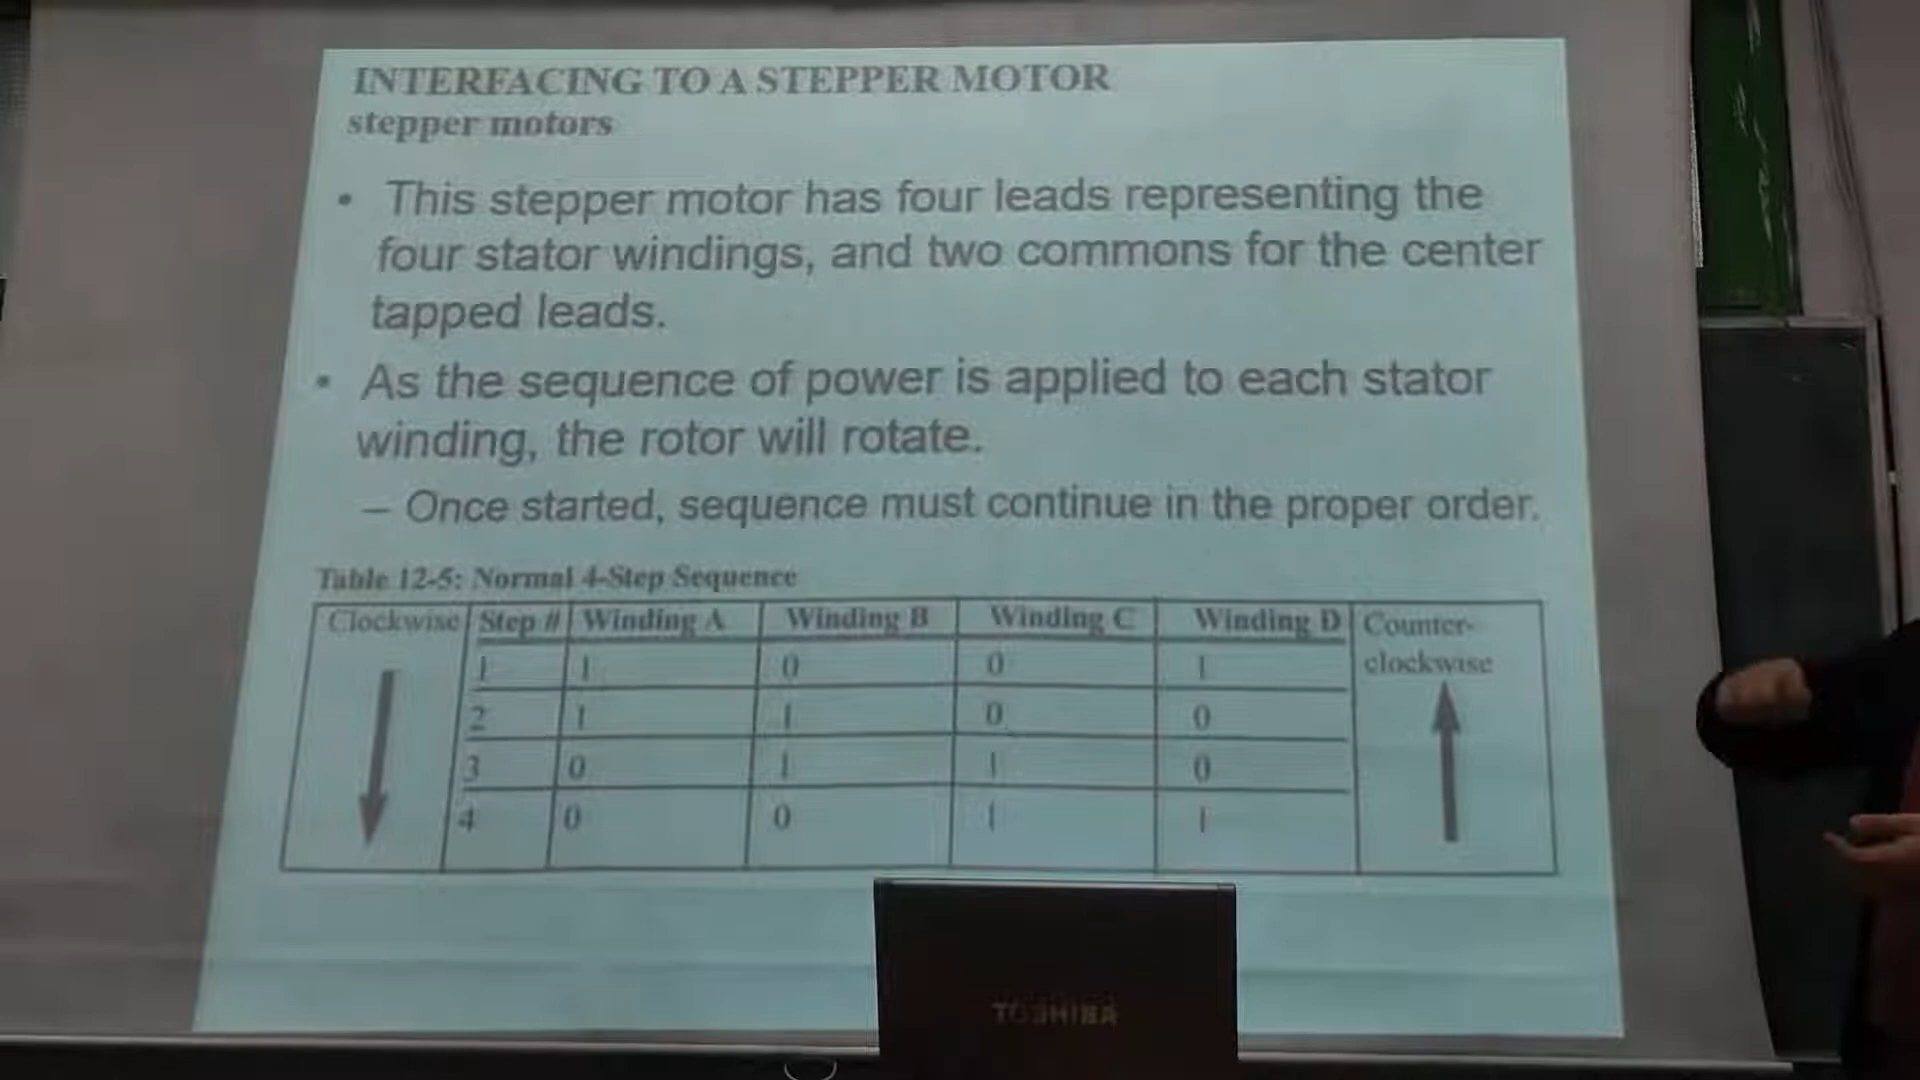 INTERFACING TO A STEPPER MOTOR
stepper motors
• This stepper motor has four leads representing the
four stator windings, and two commons for the center
tapped leads.
• As the sequence of power is applied to each stator
winding, the rotor will rotate.
– Once started, sequence must continue in the proper order.
Table 12-5: Normal 4-Step Sequence
Clockwise Step # Winding A Winding B Winding C Winding D Counter-
clockwise
1 1 0 0 1
2 1 1 0 0
3 0 1 1 0
4 0 0 1 1
TOSHIBA